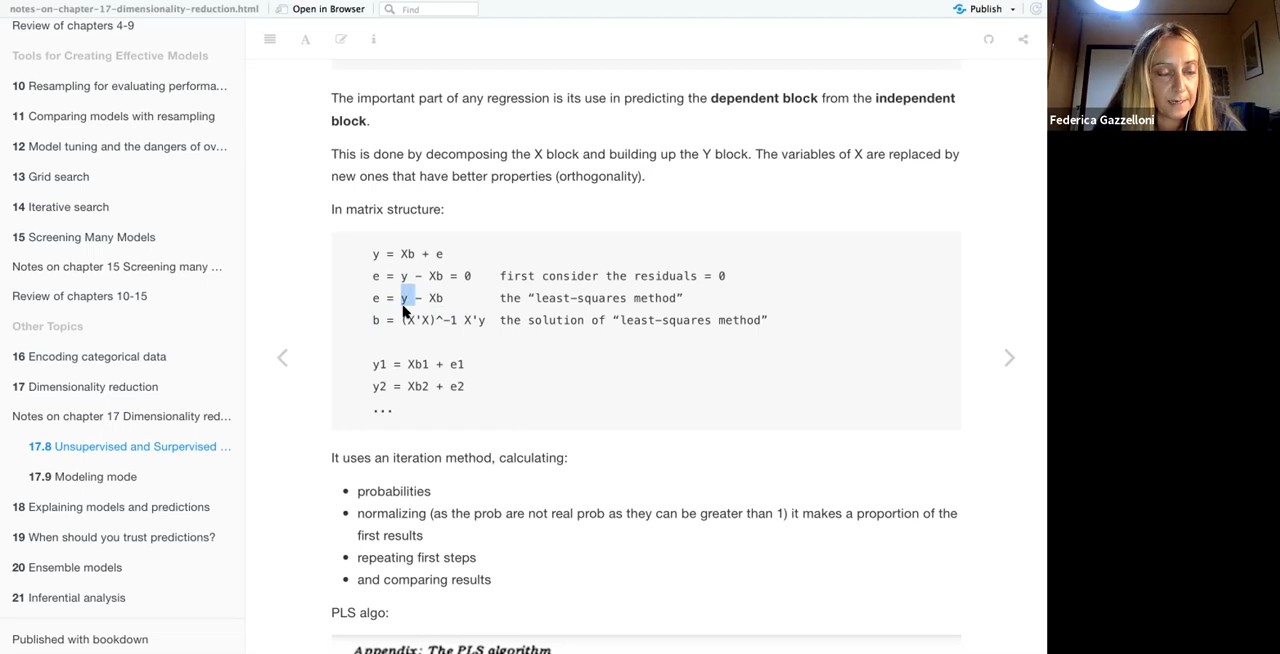 notes-on-chapter-17-dimensionality-reduction.html
Open in Browser
Find
Publish
Review of chapters 4-9
Tools for Creating Effective Models
10 Resampling for evaluating performa...
11 Comparing models with resampling
12 Model tuning and the dangers of ov...
13 Grid search
14 Iterative search
15 Screening Many Models
Notes on chapter 15 Screening many ...
Review of chapters 10-15
Other Topics
16 Encoding categorical data
17 Dimensionality reduction
Notes on chapter 17 Dimensionality red...
17.8 Unsupervised and Surpervised ...
17.9 Modeling mode
18 Explaining models and predictions
19 When should you trust predictions?
20 Ensemble models
21 Inferential analysis
Published with bookdown
A
The important part of any regression is its use in predicting the dependent block from the independent
block.
This is done by decomposing the X block and building up the Y block. The variables of X are replaced by
new ones that have better properties (orthogonality).
In matrix structure:
y = Xb + e
e = y − Xb = 0 first consider the residuals = 0
e = y − Xb the “least-squares method”
b = (X'X)^-1 X'y the solution of “least-squares method”
y1 = Xb1 + e1
y2 = Xb2 + e2
...
It uses an iteration method, calculating:
• probabilities
• normalizing (as the prob are not real prob as they can be greater than 1) it makes a proportion of the
first results
• repeating first steps
• and comparing results
PLS algo:
Appendix: The PLS algorithm
Federica Gazzelloni